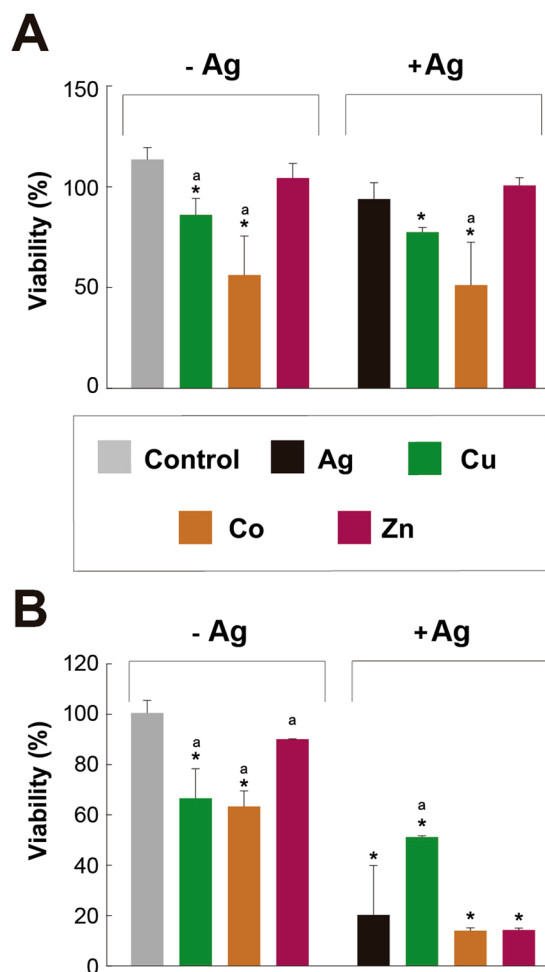 A
- Ag
+Ag
150
100
50
0
Viability (%)
a
*
a
*
*
a
*
Control
Ag
Cu
Co
Zn
B
- Ag
+Ag
120
100
80
60
40
20
0
Viability (%)
a
*
a
*
a
*
a
*
*
*